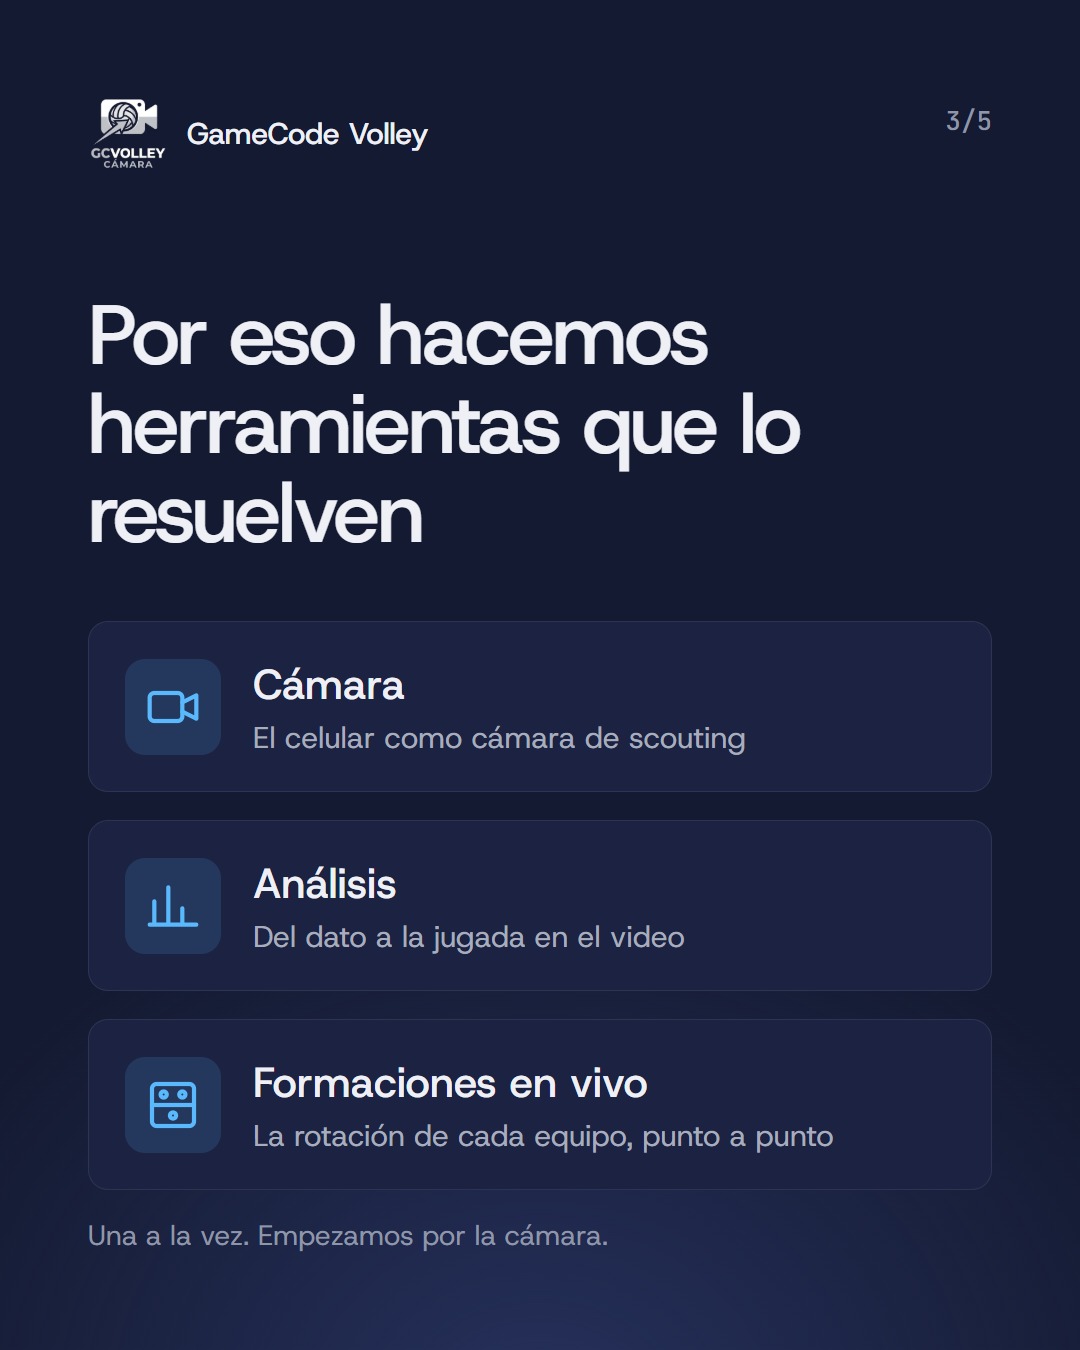 GCVOLLEY
CÁMARA
GameCode Volley
3/5
Por eso hacemos
herramientas que lo
resuelven
Cámara
El celular como cámara de scouting
Análisis
Del dato a la jugada en el video
Formaciones en vivo
La rotación de cada equipo, punto a punto
Una a la vez. Empezamos por la cámara.